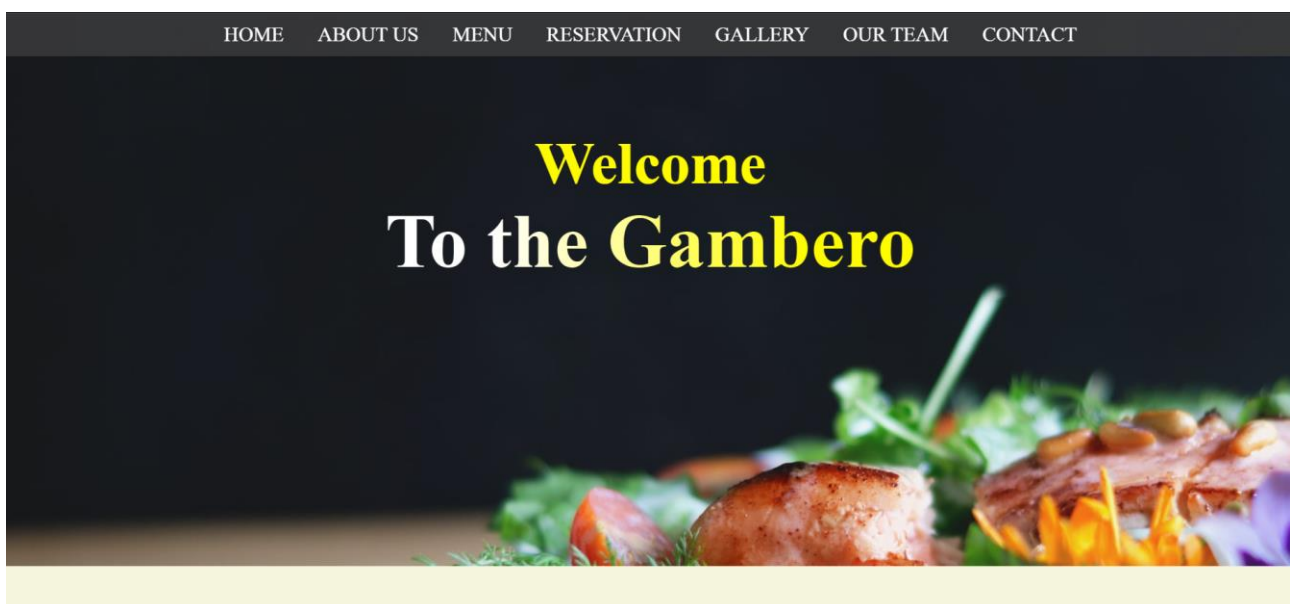 HOME ABOUT US MENU RESERVATION GALLERY OUR TEAM CONTACT
Welcome
To the Gambero